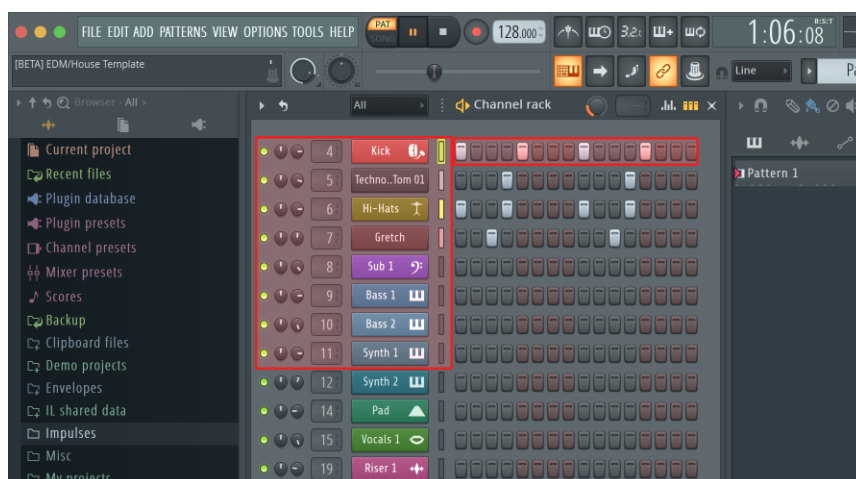 FILE EDIT ADD PATTERNS VIEW OPTIONS TOOLS HELP
PAT
SONG
128.000
3.2.1
1:06:08
B:S:T
[BETA] EDM/House Template
Line
Pa
Browser - All
All
Channel rack
Current project
Recent files
Plugin database
Plugin presets
Channel presets
Mixer presets
Scores
Backup
Clipboard files
Demo projects
Envelopes
IL shared data
Impulses
Misc
My projects
4 Kick
5 Techno..Tom 01
6 Hi-Hats
7 Gretch
8 Sub 1
9 Bass 1
10 Bass 2
11 Synth 1
12 Synth 2
14 Pad
15 Vocals 1
19 Riser 1
Pattern 1